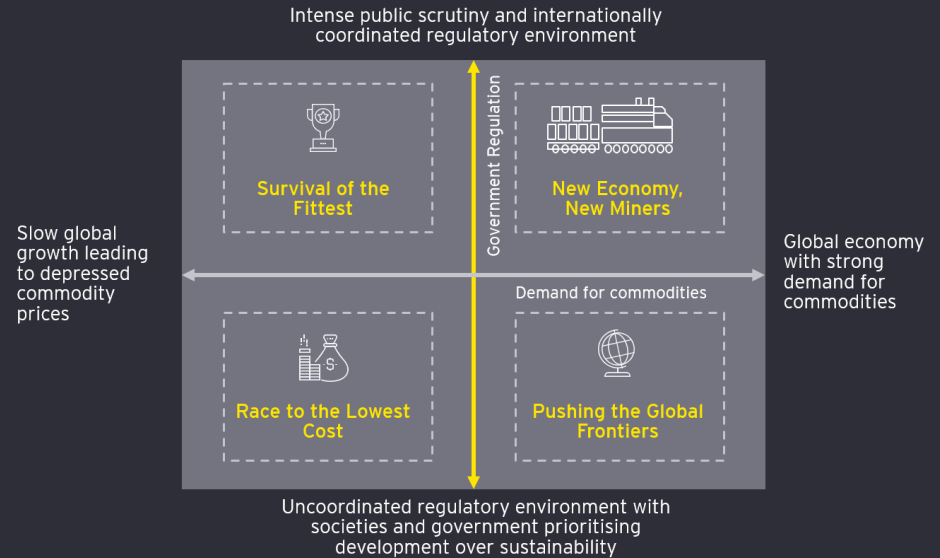 Intense public scrutiny and internationally
coordinated regulatory environment
Government Regulation
Survival of the
Fittest
New Economy,
New Miners
Slow global
growth leading
to depressed
commodity
prices
Global economy
with strong
demand for
commodities
Demand for commodities
$
Race to the Lowest
Cost
Pushing the Global
Frontiers
Uncoordinated regulatory environment with
societies and government prioritising
development over sustainability